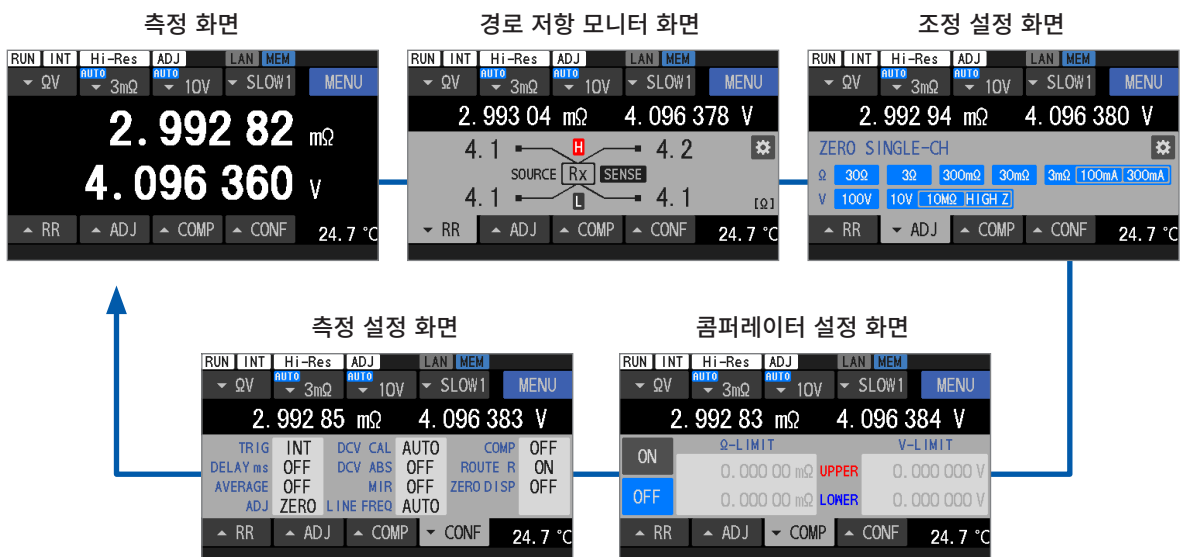 측정 화면
RUN INT Hi-Res ADJ LAN MEM
ΩV AUTO 3mΩ AUTO 10V SLOW1 MENU
2.992 82 mΩ
4.096 360 V
RR ADJ COMP CONF 24.7 °C
경로 저항 모니터 화면
RUN INT Hi-Res ADJ LAN MEM
ΩV AUTO 3mΩ AUTO 10V SLOW1 MENU
2.993 04 mΩ 4.096 378 V
4.1 H 4.2
SOURCE Rx SENSE
4.1 L 4.1 [Ω]
RR ADJ COMP CONF 24.7 °C
조정 설정 화면
RUN INT Hi-Res ADJ LAN MEM
ΩV AUTO 3mΩ AUTO 10V SLOW1 MENU
2.992 94 mΩ 4.096 380 V
ZERO SINGLE-CH
Ω 30Ω 3Ω 300mΩ 30mΩ 3mΩ 100mA 300mA
V 100V 10V 10MΩ HIGH Z
RR ADJ COMP CONF 24.7 °C
측정 설정 화면
RUN INT Hi-Res ADJ LAN MEM
ΩV AUTO 3mΩ AUTO 10V SLOW1 MENU
2.992 85 mΩ 4.096 383 V
TRIG INT DCV CAL AUTO COMP OFF
DELAY ms OFF DCV ABS OFF ROUTE R ON
AVERAGE OFF MIR OFF ZERO DISP OFF
ADJ ZERO LINE FREQ AUTO
RR ADJ COMP CONF 24.7 °C
콤퍼레이터 설정 화면
RUN INT Hi-Res ADJ LAN MEM
ΩV AUTO 3mΩ AUTO 10V SLOW1 MENU
2.992 83 mΩ 4.096 384 V
ON Ω-LIMIT V-LIMIT
0.000 00 mΩ UPPER 0.000 000 V
OFF 0.000 00 mΩ LOWER 0.000 000 V
RR ADJ COMP CONF 24.7 °C